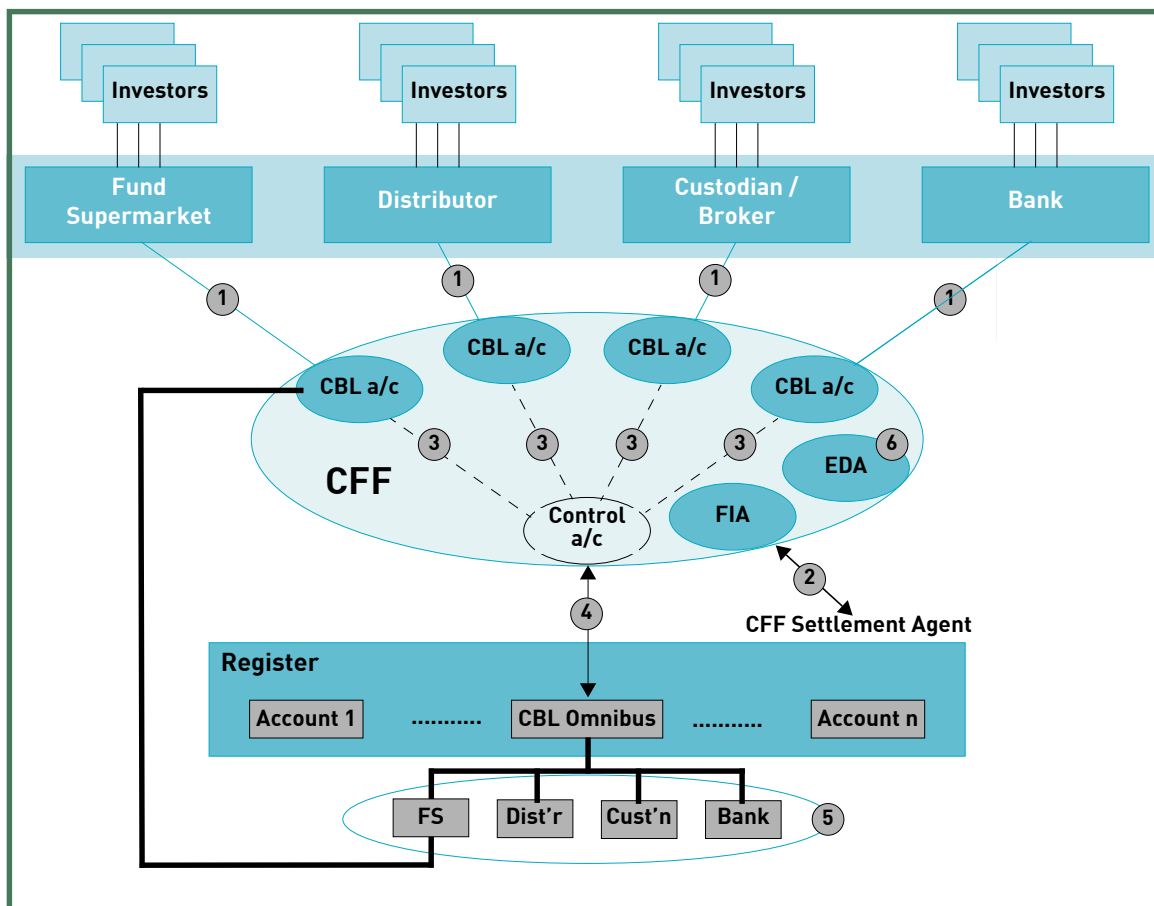 Investors
Investors
Investors
Investors
Fund
Supermarket
Distributor
Custodian /
Broker
Bank
1
1
1
1
CBL a/c
CBL a/c
CBL a/c
CBL a/c
3
3
3
3
6
EDA
CFF
FIA
Control
a/c
2
4
CFF Settlement Agent
Register
Account 1
...........
CBL Omnibus
...........
Account n
FS
Dist’r
Cust’n
Bank
5